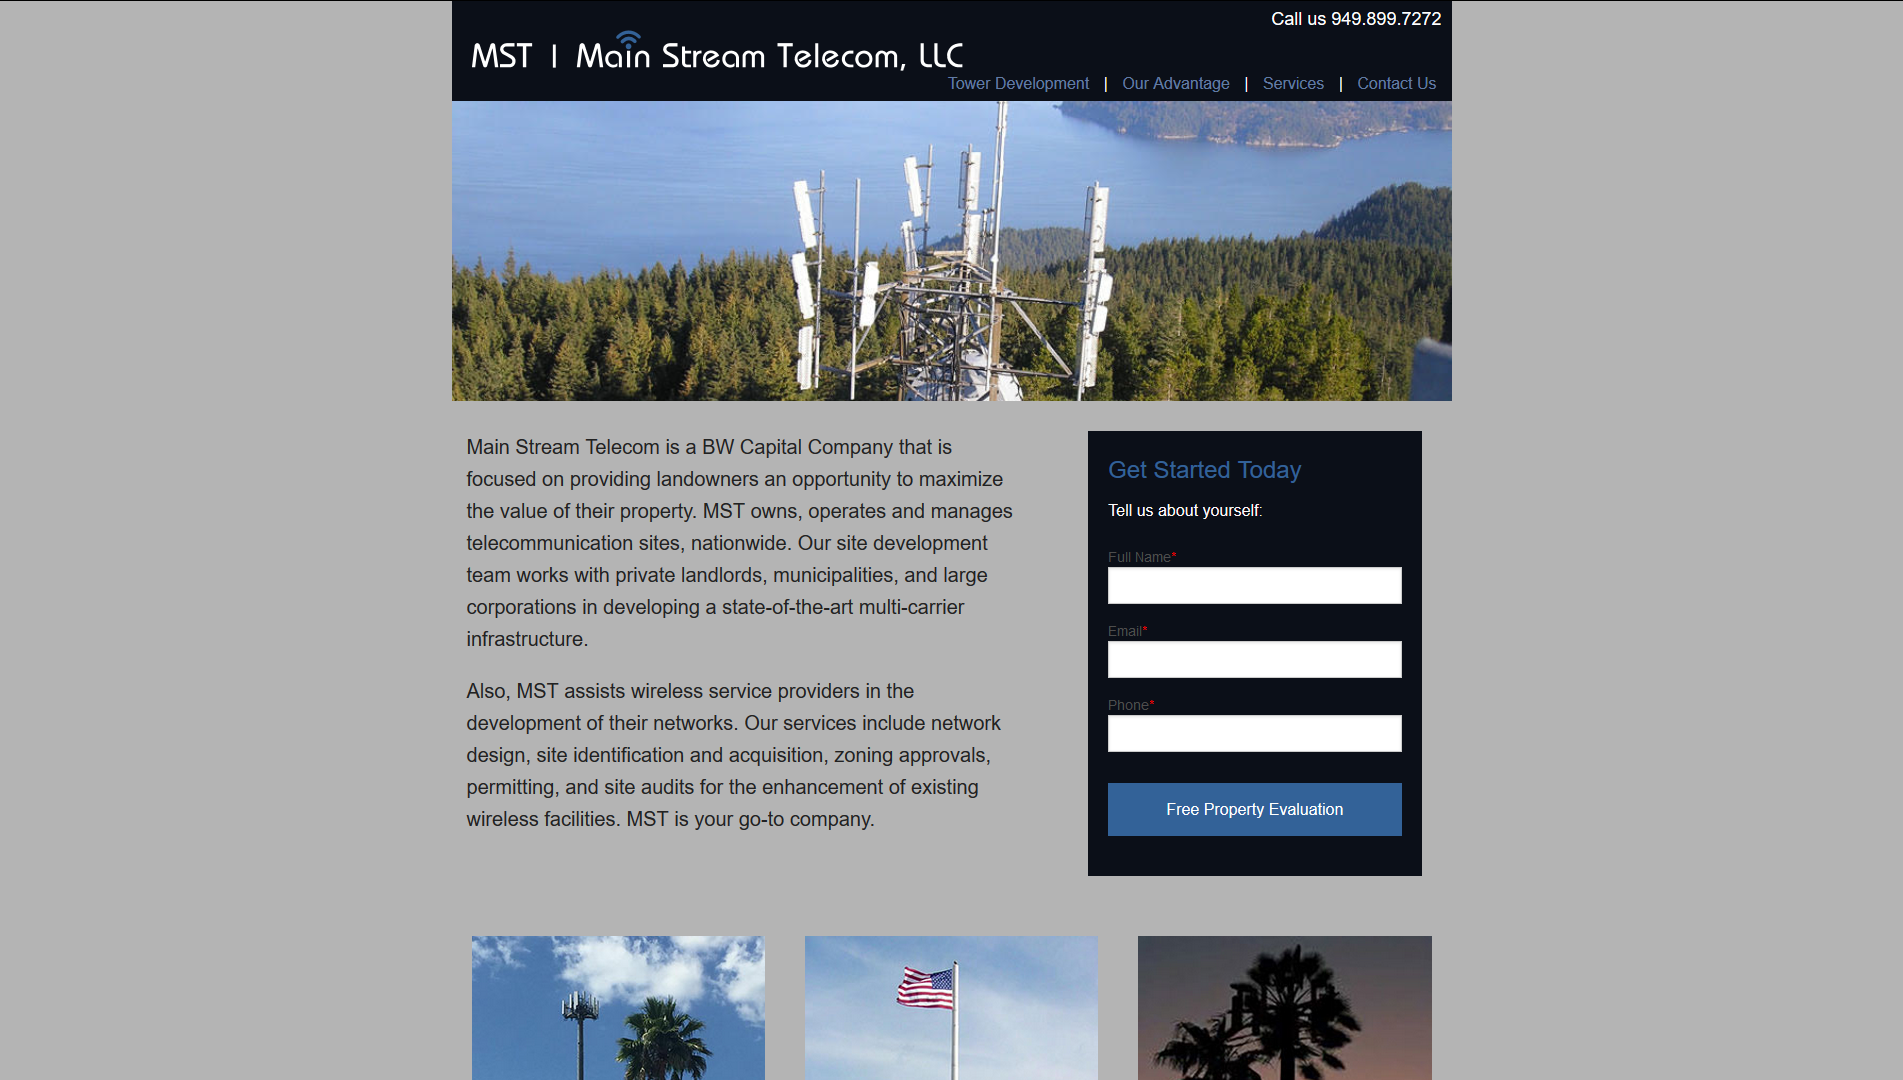 Call us 949.899.7272
MST | Main Stream Telecom, LLC
Tower Development | Our Advantage | Services | Contact Us
Main Stream Telecom is a BW Capital Company that is
focused on providing landowners an opportunity to maximize
the value of their property. MST owns, operates and manages
telecommunication sites, nationwide. Our site development
team works with private landlords, municipalities, and large
corporations in developing a state-of-the-art multi-carrier
infrastructure.
Also, MST assists wireless service providers in the
development of their networks. Our services include network
design, site identification and acquisition, zoning approvals,
permitting, and site audits for the enhancement of existing
wireless facilities. MST is your go-to company.
Get Started Today
Tell us about yourself:
Full Name*
Email*
Phone*
Free Property Evaluation